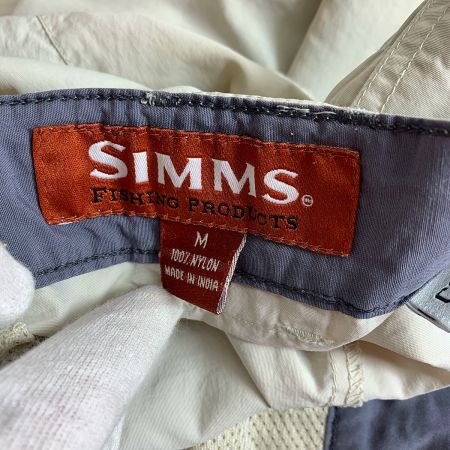 SIMMS®
FISHING PRODUCTS
M
100% NYLON
MADE IN INDIA